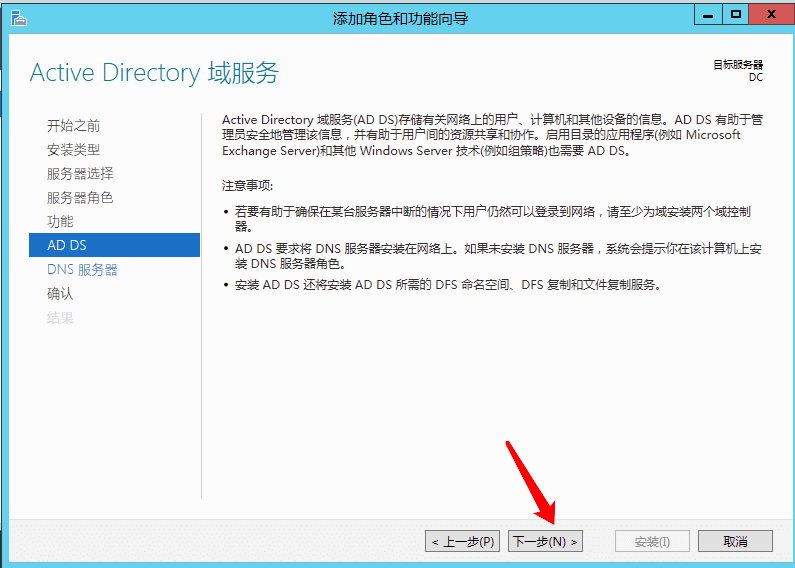 添加角色和功能向导
Active Directory 域服务
目标服务器
DC
开始之前
安装类型
服务器选择
服务器角色
功能
AD DS
DNS 服务器
确认
结果
Active Directory 域服务(AD DS)存储有关网络上的用户、计算机和其他设备的信息。AD DS 有助于管
理员安全地管理该信息，并有助于用户间的资源共享和协作。启用目录的应用程序(例如 Microsoft
Exchange Server)和其他 Windows Server 技术(例如组策略)也需要 AD DS。
注意事项:
• 若要有助于确保在某台服务器中断的情况下用户仍然可以登录到网络，请至少为域安装两个域控制
器。
• AD DS 要求将 DNS 服务器安装在网络上。如果未安装 DNS 服务器，系统会提示你在该计算机上安
装 DNS 服务器角色。
• 安装 AD DS 还将安装 AD DS 所需的 DFS 命名空间、DFS 复制和文件复制服务。
< 上一步(P)
下一步(N) >
安装(I)
取消